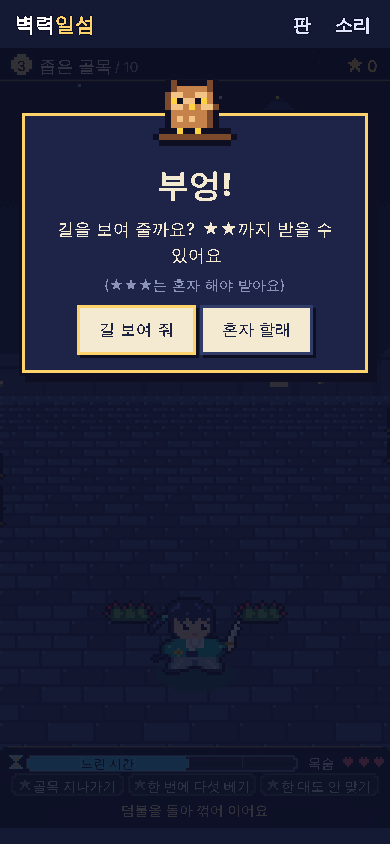 벽력일섬 판 소리
3 좁은 골목 / 10 ★ 0
부엉!
길을 보여 줄까요? ★★까지 받을 수
있어요
(★★★는 혼자 해야 받아요)
길 보여 줘 혼자 할래
느린 시간 목숨
★골목 지나가기 ★한 번에 다섯 베기 ★한 대도 안 맞기
덤불을 돌아 꺾어 이어요